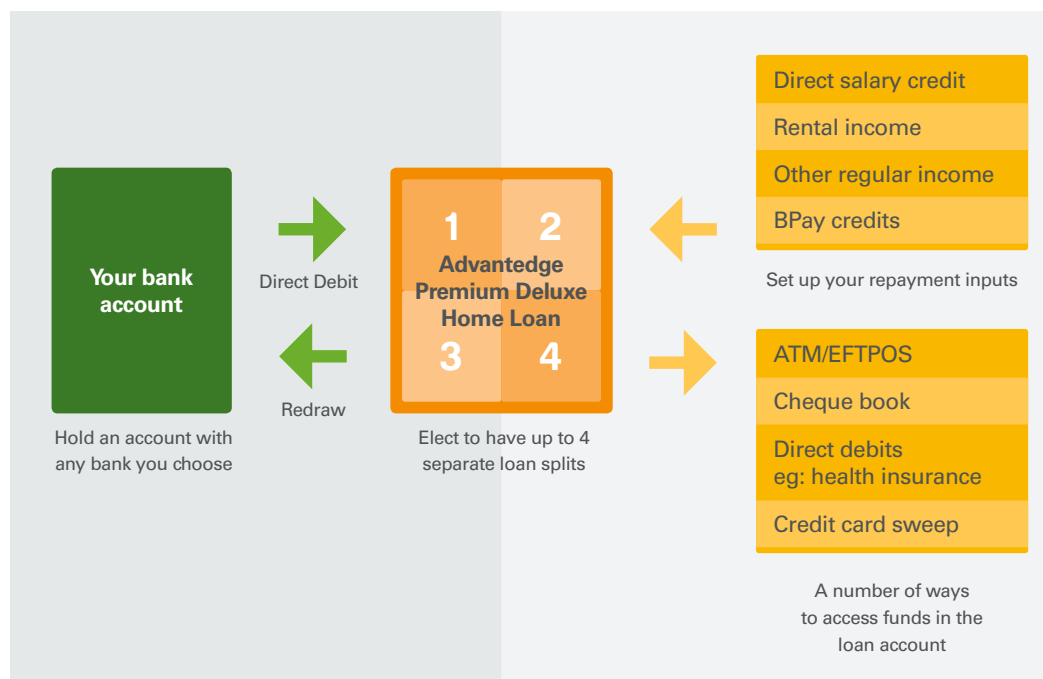 Your bank
account
Hold an account with
any bank you choose
Direct Debit
Redraw
1
2
Advantedge
Premium Deluxe
Home Loan
3
4
Elect to have up to 4
separate loan splits
Direct salary credit
Rental income
Other regular income
BPay credits
Set up your repayment inputs
ATM/EFTPOS
Cheque book
Direct debits
eg: health insurance
Credit card sweep
A number of ways
to access funds in the
loan account